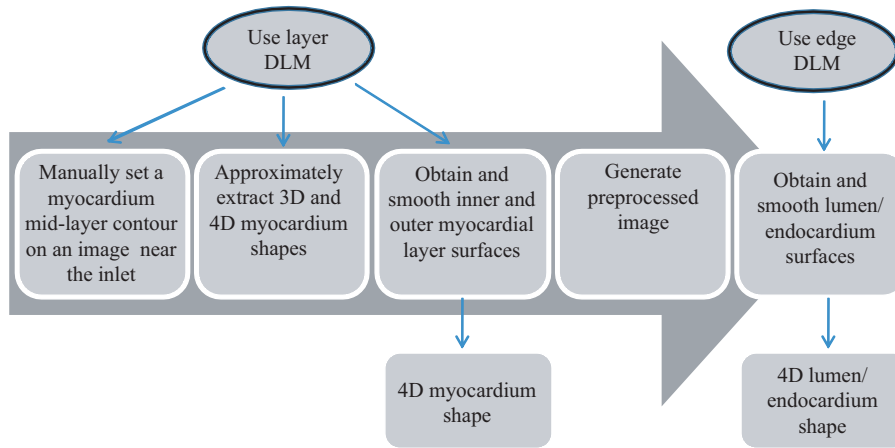 Use layer
DLM
Use edge
DLM
Manually set a
myocardium
mid-layer contour
on an image near
the inlet
Approximately
extract 3D and
4D myocardium
shapes
Obtain and
smooth inner and
outer myocardial
layer surfaces
Generate
preprocessed
image
Obtain and
smooth lumen/
endocardium
surfaces
4D myocardium
shape
4D lumen/
endocardium
shape